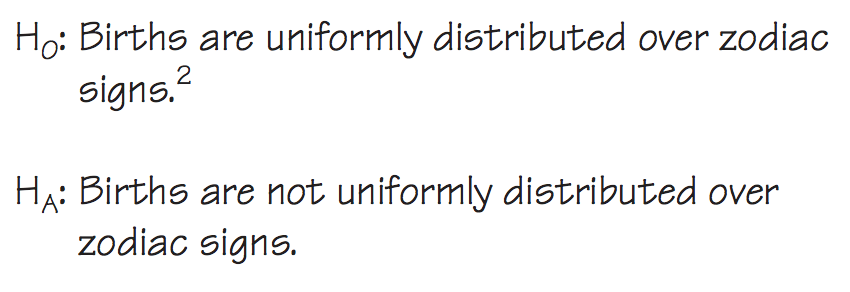 H₀: Births are uniformly distributed over zodiac
signs.²
Hₐ: Births are not uniformly distributed over
zodiac signs.